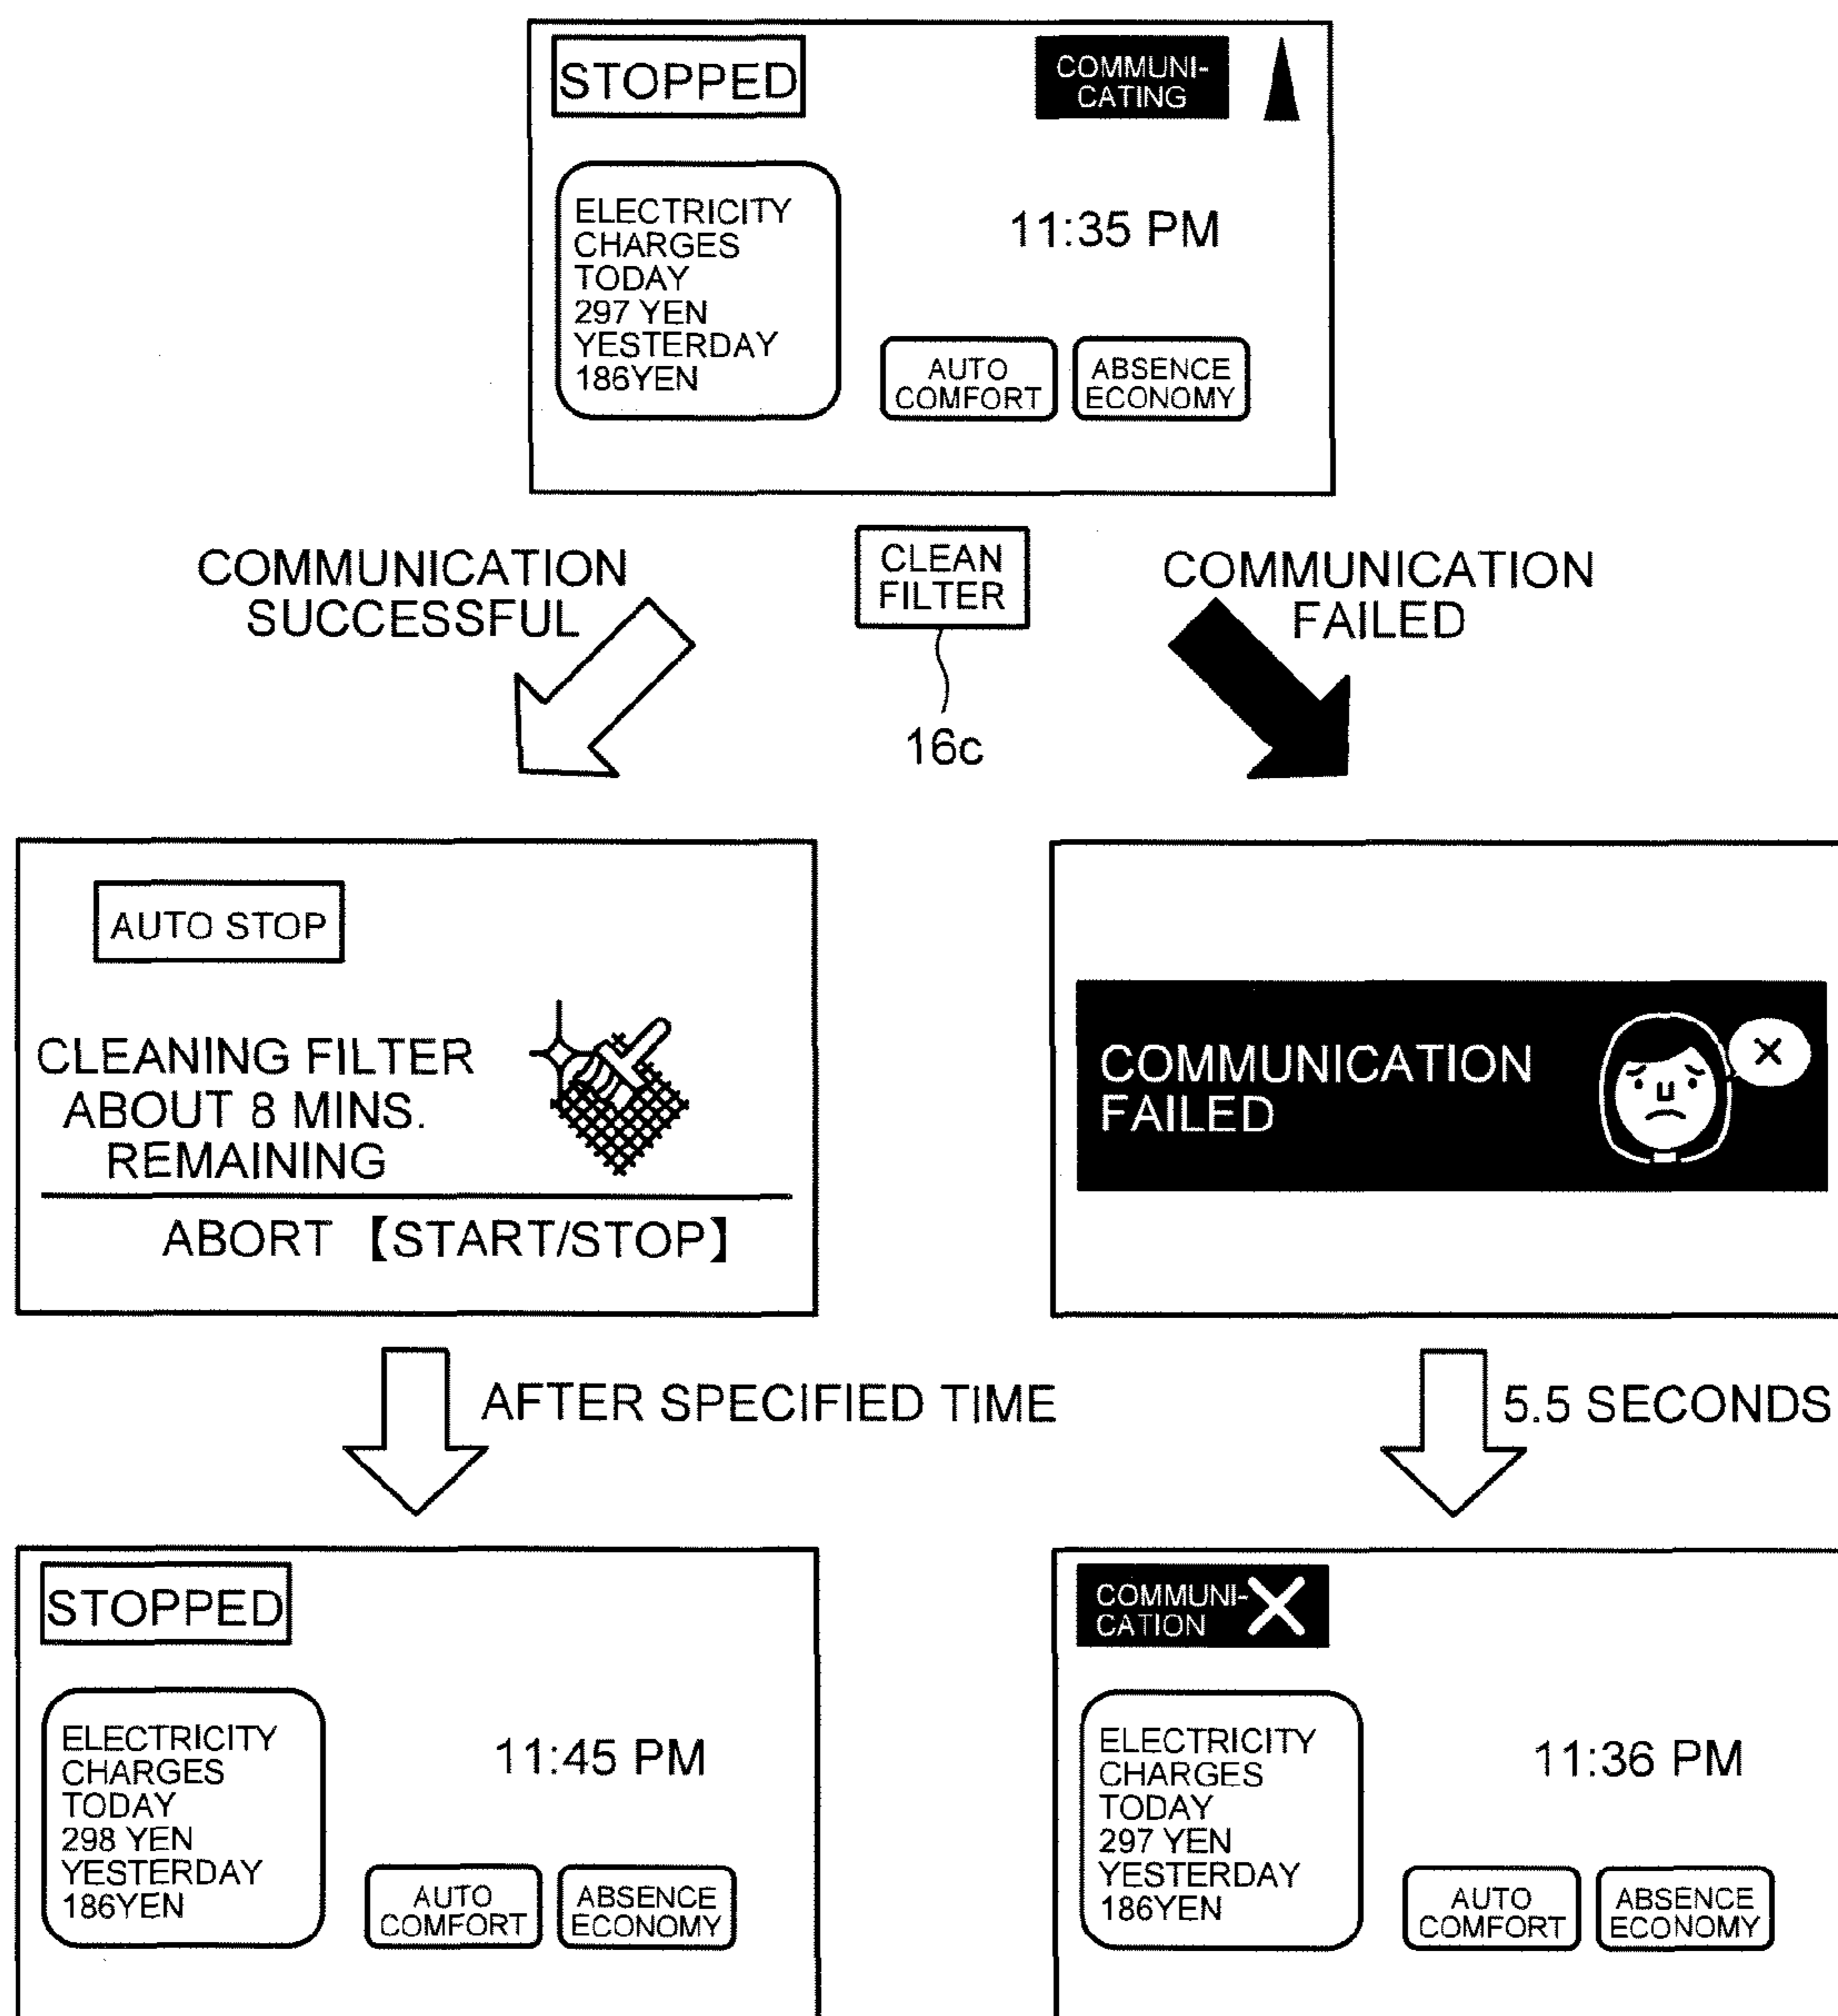 STOPPED
COMMUNI-
CATING
ELECTRICITY
CHARGES
TODAY
297 YEN
YESTERDAY
186YEN
11:35 PM
AUTO
COMFORT
ABSENCE
ECONOMY
COMMUNICATION
SUCCESSFUL
CLEAN
FILTER
16c
COMMUNICATION
FAILED
AUTO STOP
CLEANING FILTER
ABOUT 8 MINS.
REMAINING
ABORT 【START/STOP】
COMMUNICATION
FAILED
×
AFTER SPECIFIED TIME
5.5 SECONDS
STOPPED
ELECTRICITY
CHARGES
TODAY
298 YEN
YESTERDAY
186YEN
11:45 PM
AUTO
COMFORT
ABSENCE
ECONOMY
COMMUNI-
CATION
ELECTRICITY
CHARGES
TODAY
297 YEN
YESTERDAY
186YEN
11:36 PM
AUTO
COMFORT
ABSENCE
ECONOMY